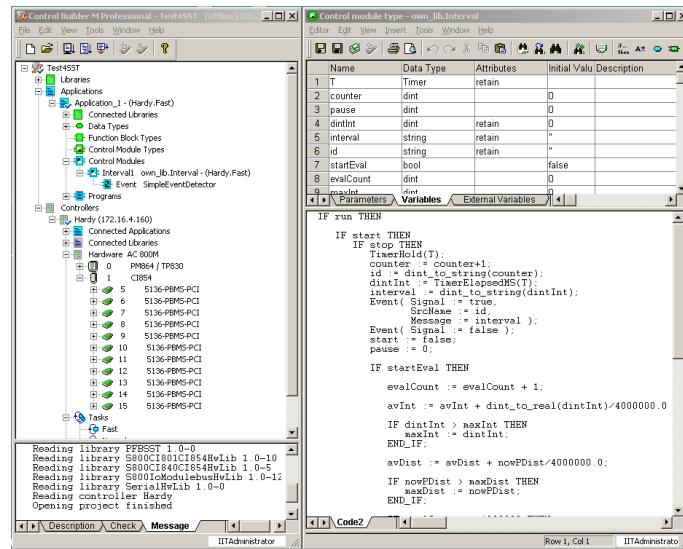 Control Builder M Professional - Test4SST (Offline)
File Edit View Tools Window Help
Test4SST
Libraries
Applications
Application_1 - (Hardy.Fast)
Connected Libraries
Data Types
Function Block Types
Control Module Types
Control Modules
Interval1 own_lib.Interval - (Hardy.Fast)
Event SimpleEventDetector
Programs
Controllers
Hardy (172.16.4.160)
Connected Applications
Connected Libraries
Hardware AC 800M
0 PM864 / TP830
1 CI854
5 5136-PBMS-PCI
6 5136-PBMS-PCI
7 5136-PBMS-PCI
8 5136-PBMS-PCI
9 5136-PBMS-PCI
10 5136-PBMS-PCI
11 5136-PBMS-PCI
12 5136-PBMS-PCI
13 5136-PBMS-PCI
14 5136-PBMS-PCI
15 5136-PBMS-PCI
Tasks
Fast
Reading library PFBSST 1.0-0
Reading library S800CI801CI854HwLib 1.0-10
Reading library S800CI840CI854HwLib 1.0-5
Reading library S800IoModulebusHwLib 1.0-12
Reading library SerialHwLib 1.0-0
Reading controller Hardy
Opening project finished
Description Check Message
IITAdministrator
Control module type - own_lib.Interval
Editor Edit View Insert Tools Window Help
Name Data Type Attributes Initial Valu Description
1 T Timer retain
2 counter dint 0
3 pause dint 0
4 dintInt dint retain 0
5 interval string retain ''
6 id string retain ''
7 startEval bool false
8 evalCount dint 0
9 maxInt dint 0
Parameters Variables External Variables
IF run THEN
IF start THEN
IF stop THEN
TimerHold(T);
counter := counter+1;
id := dint_to_string(counter);
dintInt := TimerElapsedMS(T);
interval := dint_to_string(dintInt);
Event( Signal := true,
SrcName := id,
Message := interval );
Event( Signal := false );
start := false;
pause := 0;
IF startEval THEN
evalCount := evalCount + 1;
avInt := avInt + dint_to_real(dintInt)/4000000.0
IF dintInt > maxInt THEN
maxInt := dintInt;
END_IF;
avDist := avDist + nowPDist/4000000.0;
IF nowPDist > maxDist THEN
maxDist := nowPDist;
END_IF;
Code2
Row 1, Col 1 IITAdministrato